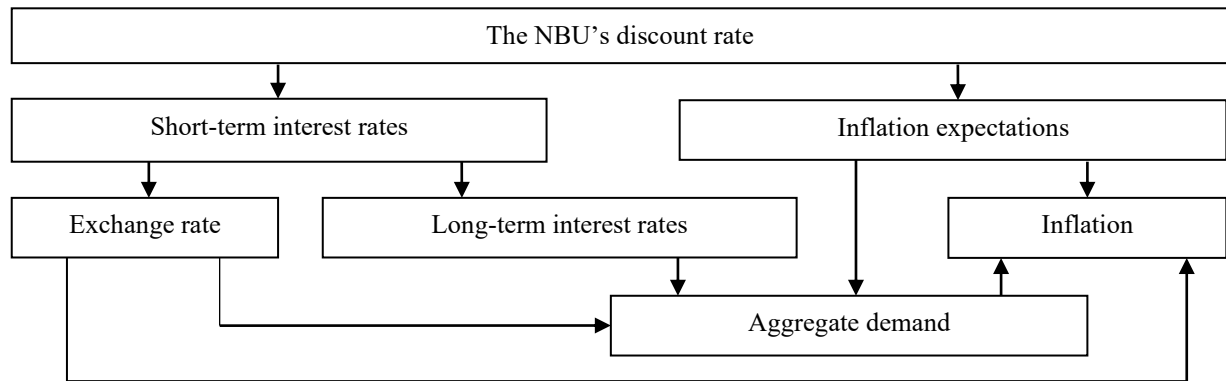 The NBU’s discount rate
Short-term interest rates
Inflation expectations
Exchange rate
Long-term interest rates
Inflation
Aggregate demand